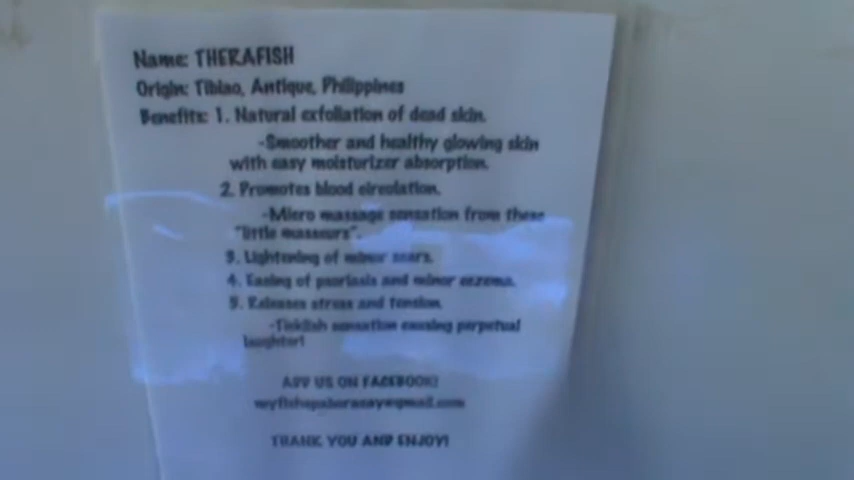 Name: THERAFISH
Origin: Tibiao, Antique, Philippines
Benefits: 1. Natural exfoliation of dead skin.
-Smoother and healthy glowing skin
with easy moisturizer absorption.
2. Promotes blood circulation.
-Micro massage sensation from these
"little masseurs".
3. Lightening of minor scars.
4. Easing of psoriasis and minor eczema.
5. Releases stress and tension.
-Ticklish sensation causing perpetual
laughter!
ADD US ON FACEBOOK!
myfishspaboracay@gmail.com
THANK YOU AND ENJOY!